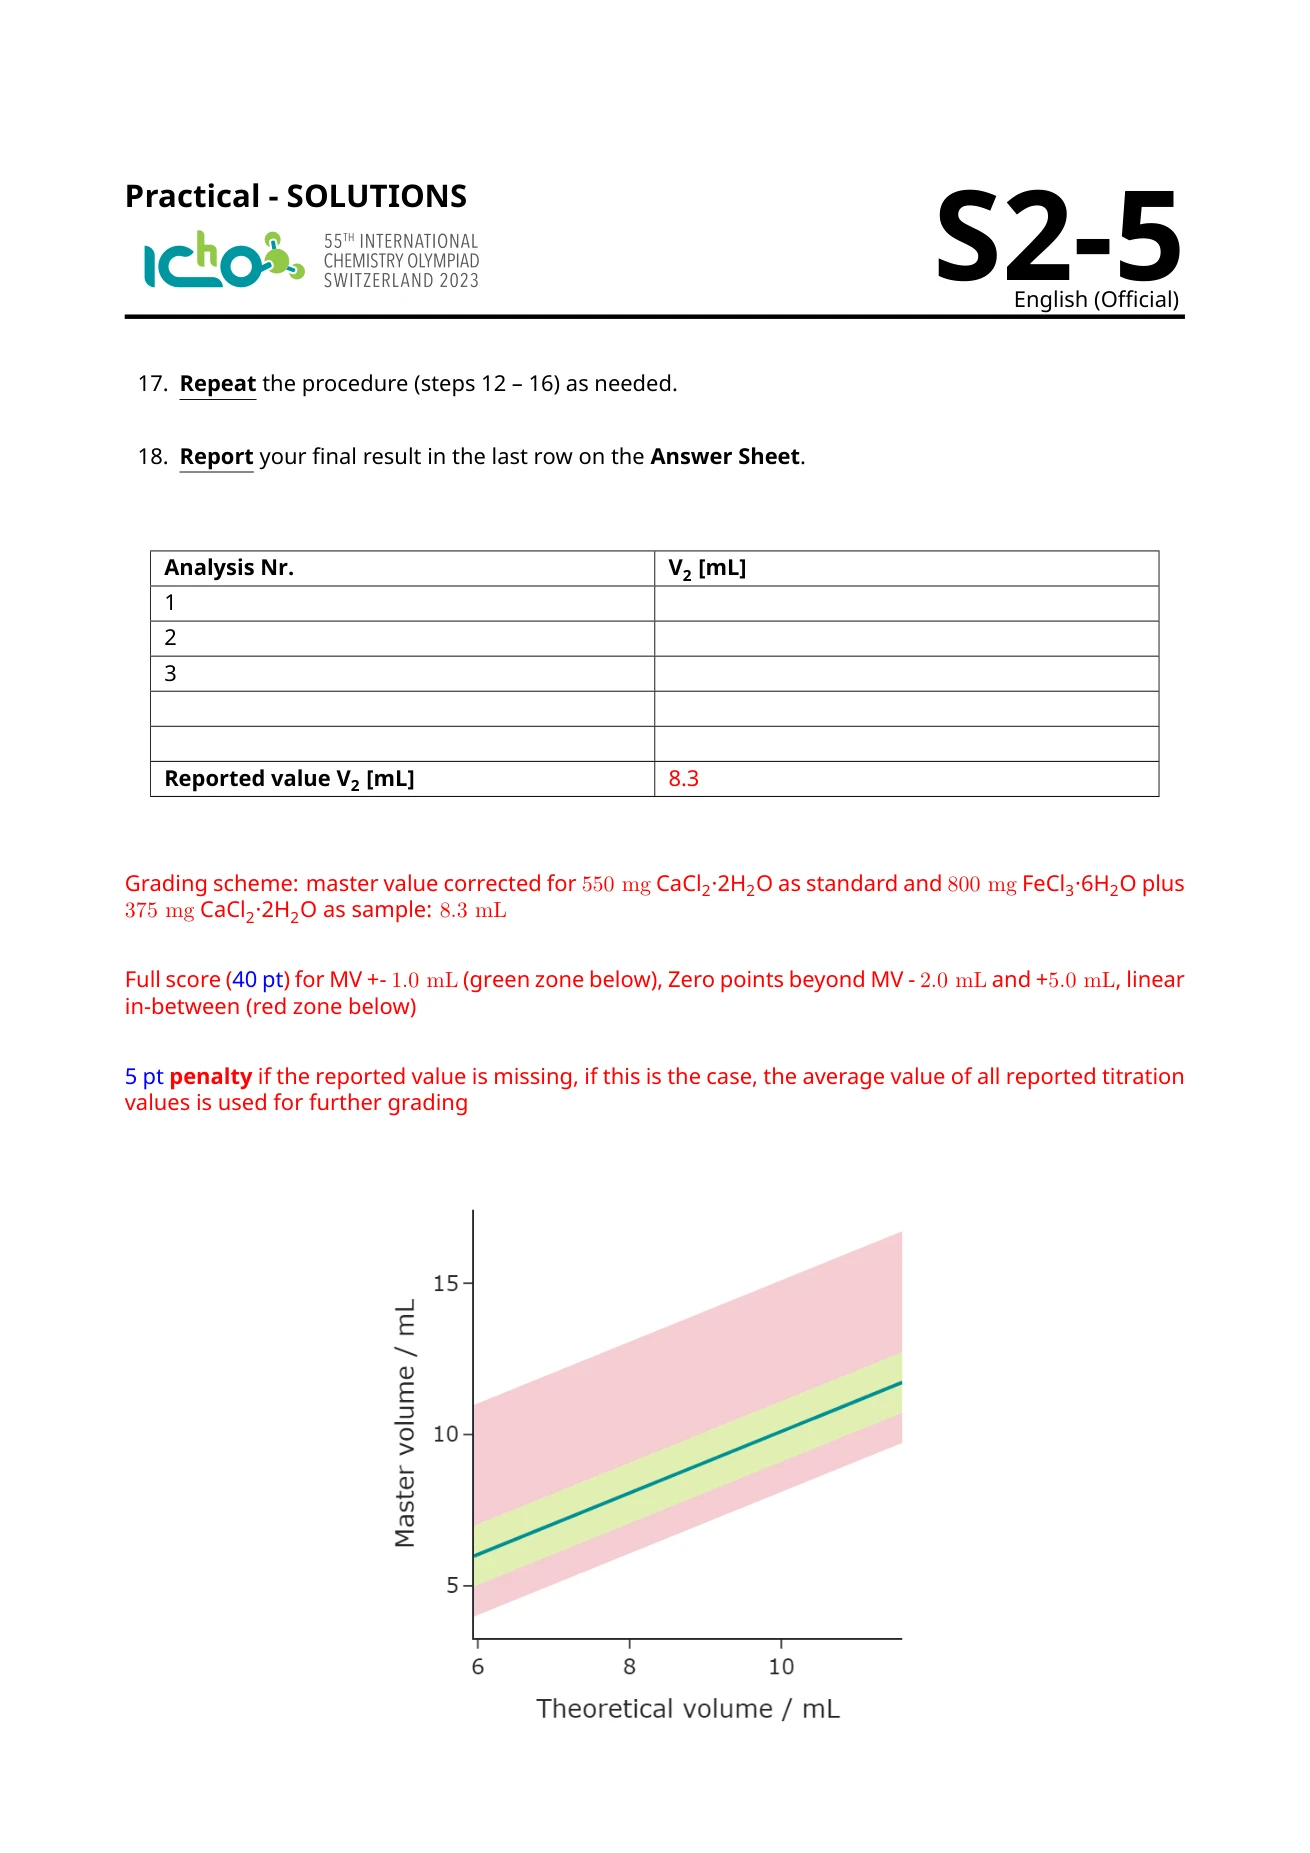 Practical - SOLUTIONS
S2-5
IChO
55TH INTERNATIONAL
CHEMISTRY OLYMPIAD
SWITZERLAND 2023
English (Official)
17. Repeat the procedure (steps 12 – 16) as needed.
18. Report your final result in the last row on the Answer Sheet.
Analysis Nr. V2 [mL]
1
2
3
Reported value V2 [mL] 8.3
Grading scheme: master value corrected for 550 mg CaCl2·2H2O as standard and 800 mg FeCl3·6H2O plus
375 mg CaCl2·2H2O as sample: 8.3 mL
Full score (40 pt) for MV +- 1.0 mL (green zone below), Zero points beyond MV - 2.0 mL and +5.0 mL, linear
in-between (red zone below)
5 pt penalty if the reported value is missing, if this is the case, the average value of all reported titration
values is used for further grading
Master volume / mL
15
10
5
6 8 10
Theoretical volume / mL